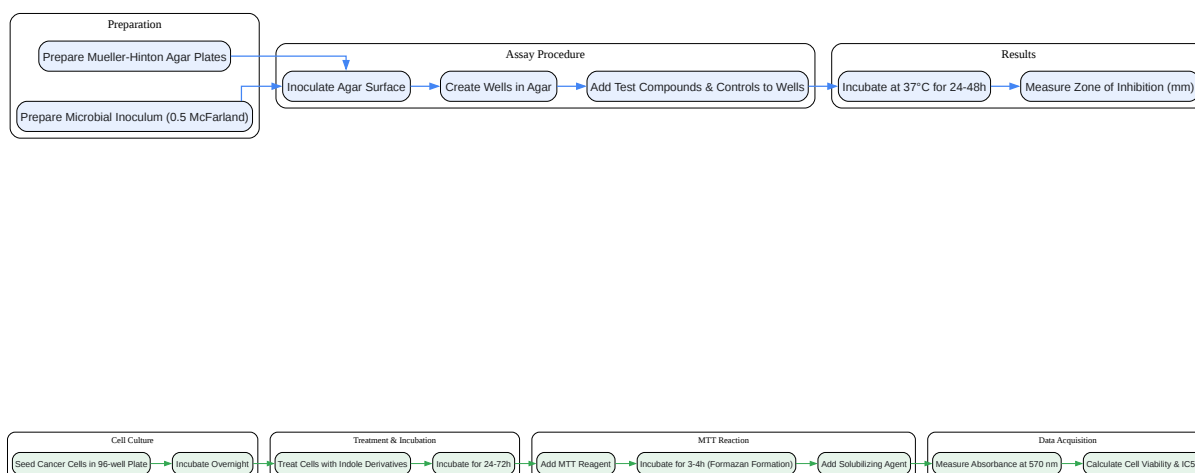 Preparation
Prepare Mueller-Hinton Agar Plates
Prepare Microbial Inoculum (0.5 McFarland)
Assay Procedure
Inoculate Agar Surface
Create Wells in Agar
Add Test Compounds & Controls to Wells
Results
Incubate at 37°C for 24-48h
Measure Zone of Inhibition (mm)
Cell Culture
Seed Cancer Cells in 96-well Plate
Incubate Overnight
Treatment & Incubation
Treat Cells with Indole Derivatives
Incubate for 24-72h
MTT Reaction
Add MTT Reagent
Incubate for 3-4h (Formazan Formation)
Add Solubilizing Agent
Data Acquisition
Measure Absorbance at 570 nm
Calculate Cell Viability &